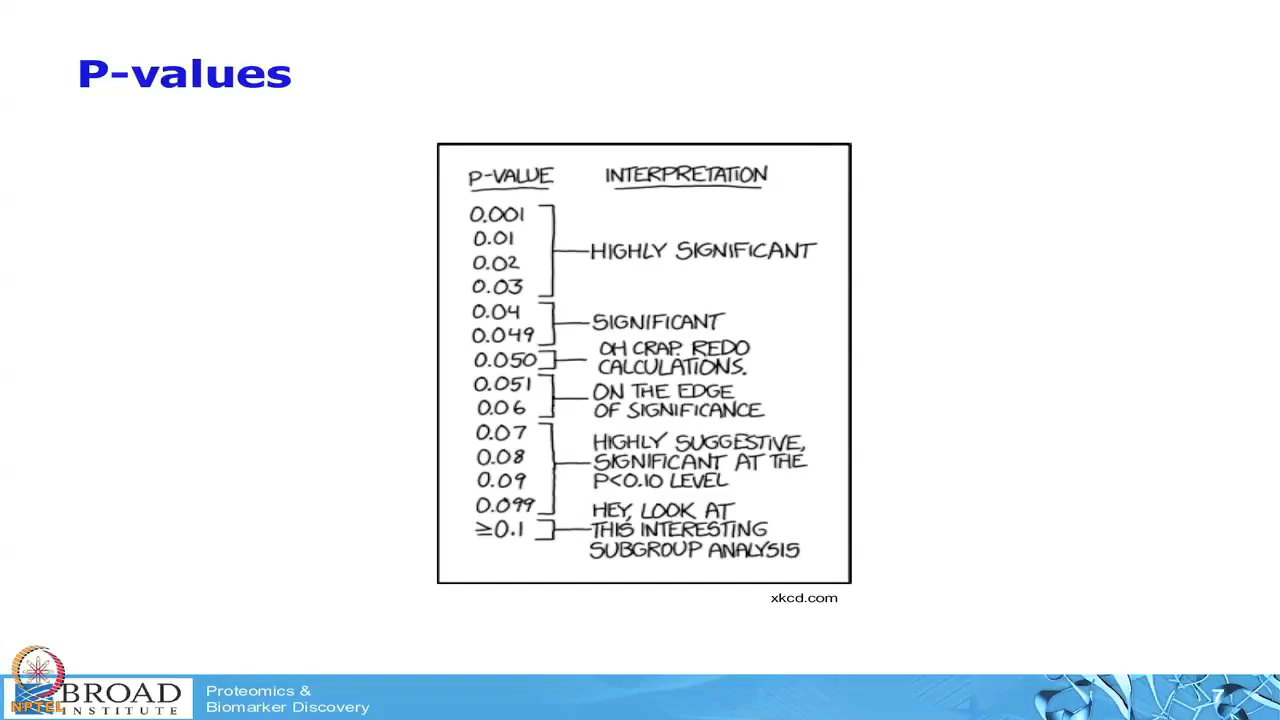 P-values
P-VALUE INTERPRETATION
0.001
0.01
HIGHLY SIGNIFICANT
0.02
0.03
0.04
SIGNIFICANT
0.049
0.050
OH CRAP. REDO
CALCULATIONS.
0.051
ON THE EDGE
0.06
OF SIGNIFICANCE
0.07
HIGHLY SUGGESTIVE,
0.08
SIGNIFICANT AT THE
0.09
P<0.10 LEVEL
0.099
HEY, LOOK AT
≥0.1
THIS INTERESTING
SUBGROUP ANALYSIS
xkcd.com
BROAD
INSTITUTE
NPTEL
Proteomics &
Biomarker Discovery
7